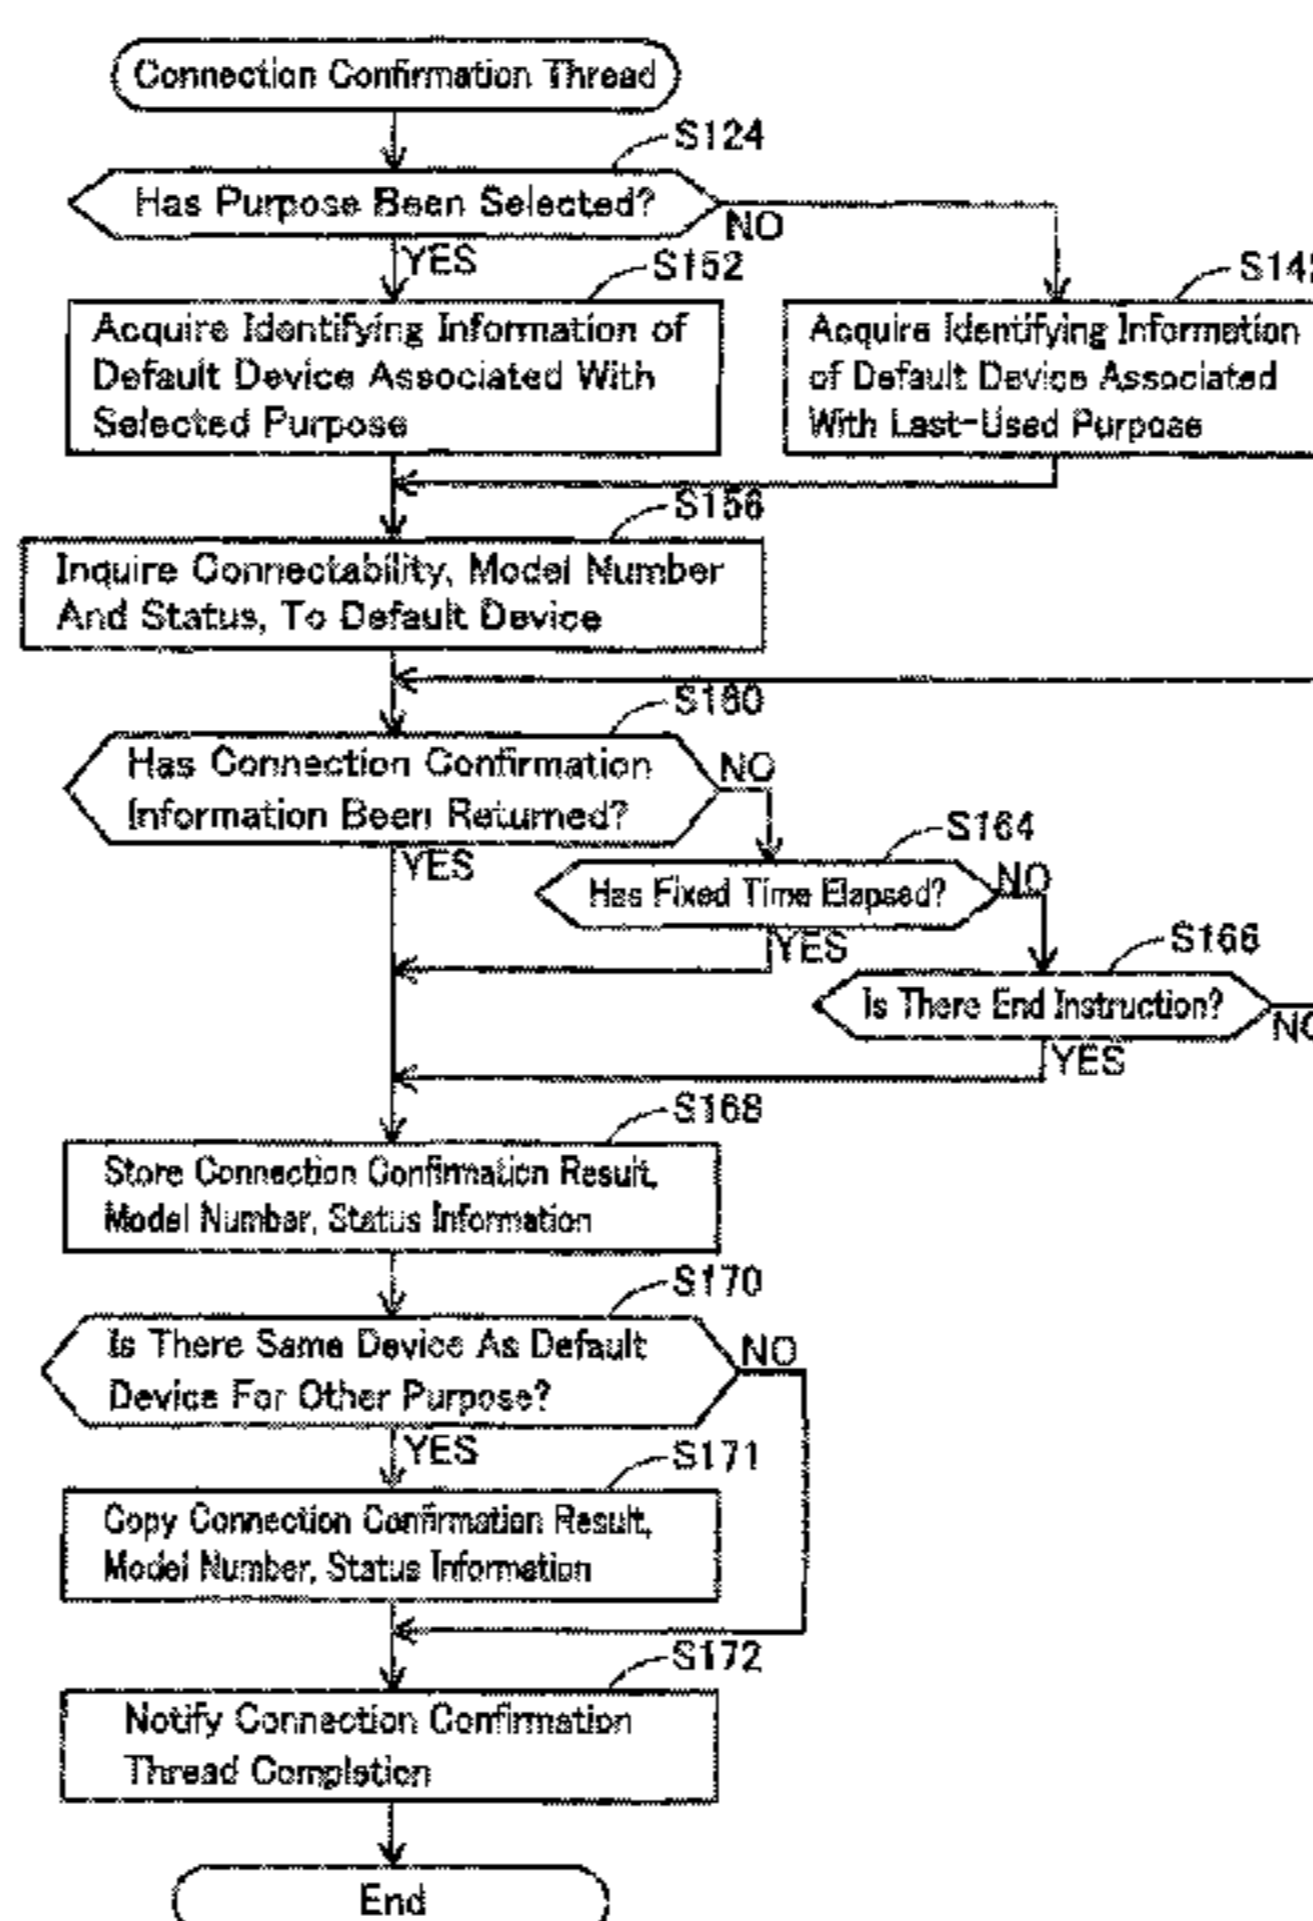 Connection Confirmation Thread
S124
Has Purpose Been Selected?
NO
YES
S152
S142
Acquire Identifying Information of
Default Device Associated With
Selected Purpose
Acquire Identifying Information
of Default Device Associated
With Last-Used Purpose
S156
Inquire Connectability, Model Number
And Status, To Default Device
S160
Has Connection Confirmation
Information Been Returned?
NO
YES
S164
Has Fixed Time Elapsed?
NO
YES
S166
Is There End Instruction?
NO
YES
S168
Store Connection Confirmation Result,
Model Number, Status Information
S170
Is There Same Device As Default
Device For Other Purpose?
NO
YES
S171
Copy Connection Confirmation Result,
Model Number, Status Information
S172
Notify Connection Confirmation
Thread Completion
End